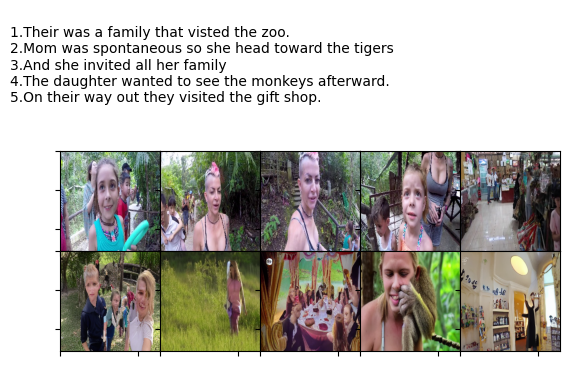 1.Their was a family that visted the zoo.
2.Mom was spontaneous so she head toward the tigers
3.And she invited all her family
4.The daughter wanted to see the monkeys afterward.
5.On their way out they visited the gift shop.